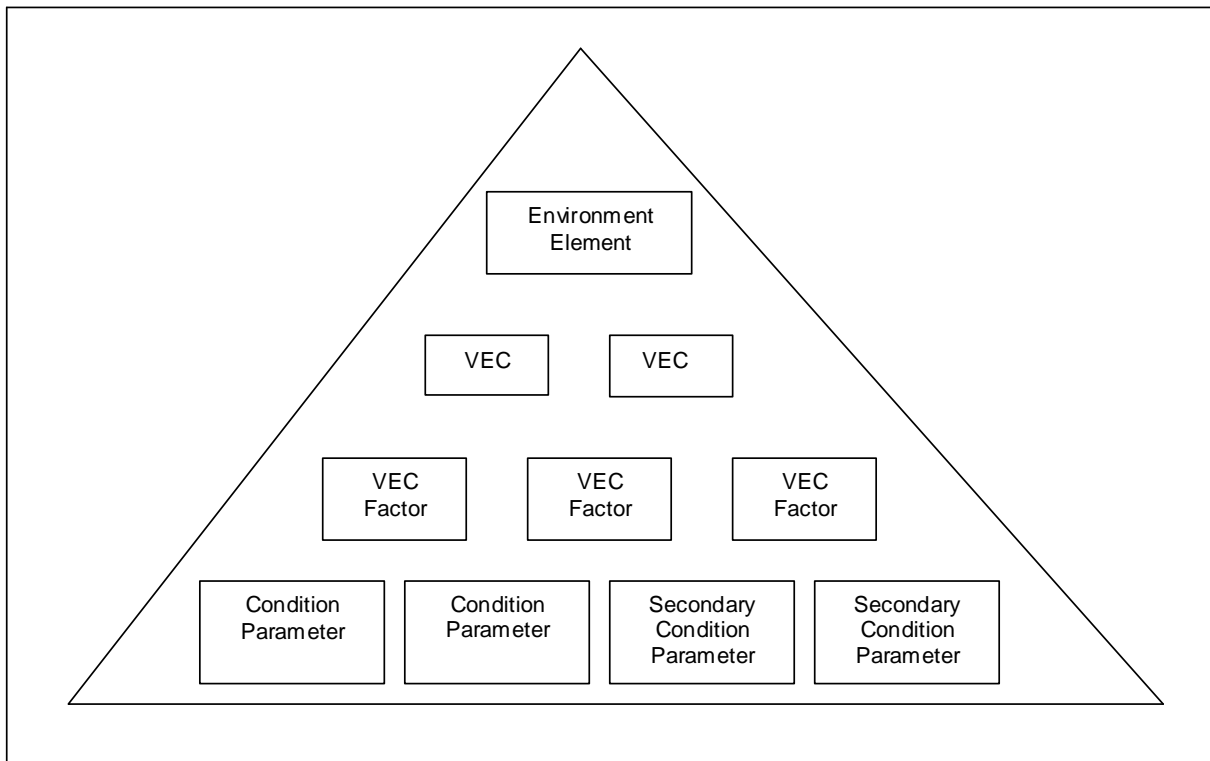 Environment
Element
VEC
VEC
VEC
Factor
VEC
Factor
VEC
Factor
Condition
Parameter
Condition
Parameter
Secondary
Condition
Parameter
Secondary
Condition
Parameter